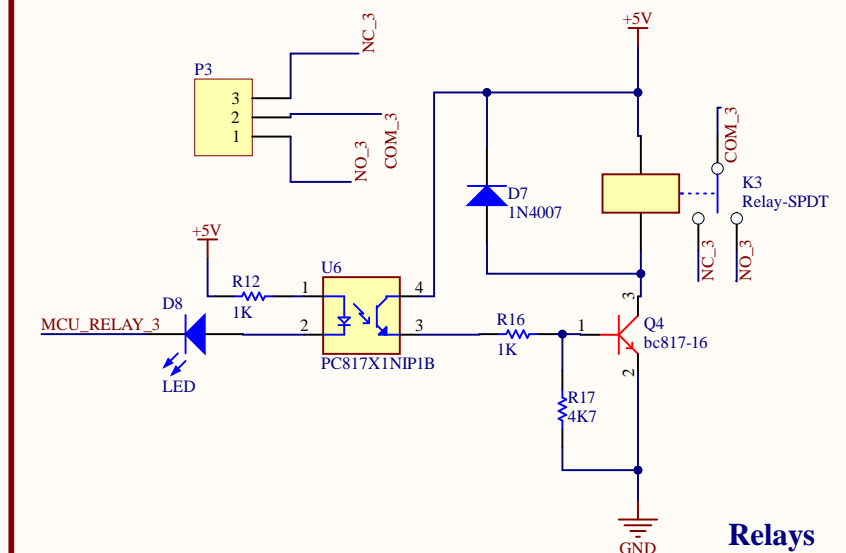 +5V
NC_3
P3
3
2
1
COM_3
NO_3
COM_3
K3
Relay-SPDT
D7
1N4007
NC_3
NO_3
+5V
U6
R12
1
4
1K
D8
MCU_RELAY_3
2
3
R16
1
3
Q4
bc817-16
1K
PC817X1NIP1B
2
LED
R17
4K7
Relays
GND